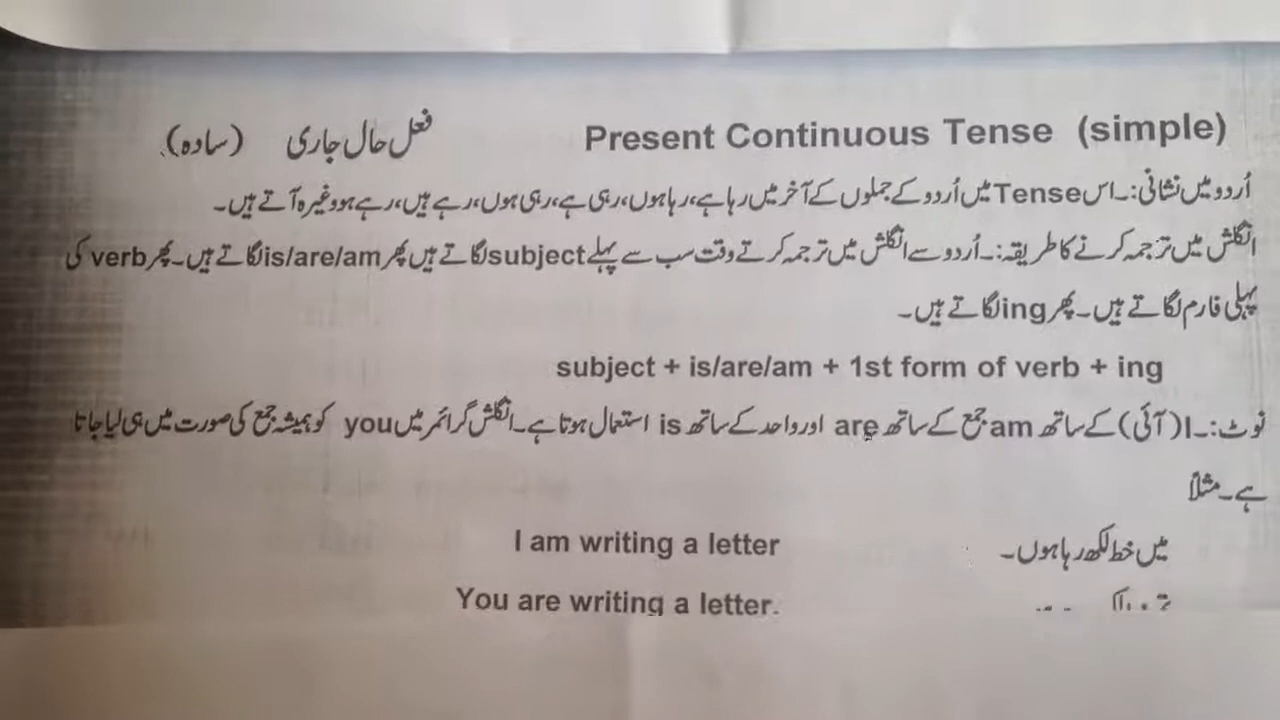 Present Continuous Tense (simple) فعل حال جاری (سادہ)
اُردو میں نشانی:۔ اس Tense میں اُردو کے جملوں کے آخر میں رہا ہے، رہا ہوں، رہی ہے، رہی ہوں، رہے ہیں، رہے ہو وغیرہ آتے ہیں۔
انگلش میں ترجمہ کرنے کا طریقہ:۔ اُردو سے انگلش میں ترجمہ کرتے وقت سب سے پہلے subject لگاتے ہیں پھر is/are/am لگاتے ہیں۔ پھر verb کی
پہلی فارم لگاتے ہیں۔ پھر ing لگاتے ہیں۔
subject + is/are/am + 1st form of verb + ing
نوٹ:۔ I (آئی) کے ساتھ am جمع کے ساتھ are اور واحد کے ساتھ is استعمال ہوتا ہے۔ انگلش گرائمر میں you کو ہمیشہ جمع کی صورت میں ہی لیا جاتا
ہے۔ مثلاً
میں خط لکھ رہا ہوں۔ I am writing a letter
You are writing a letter.